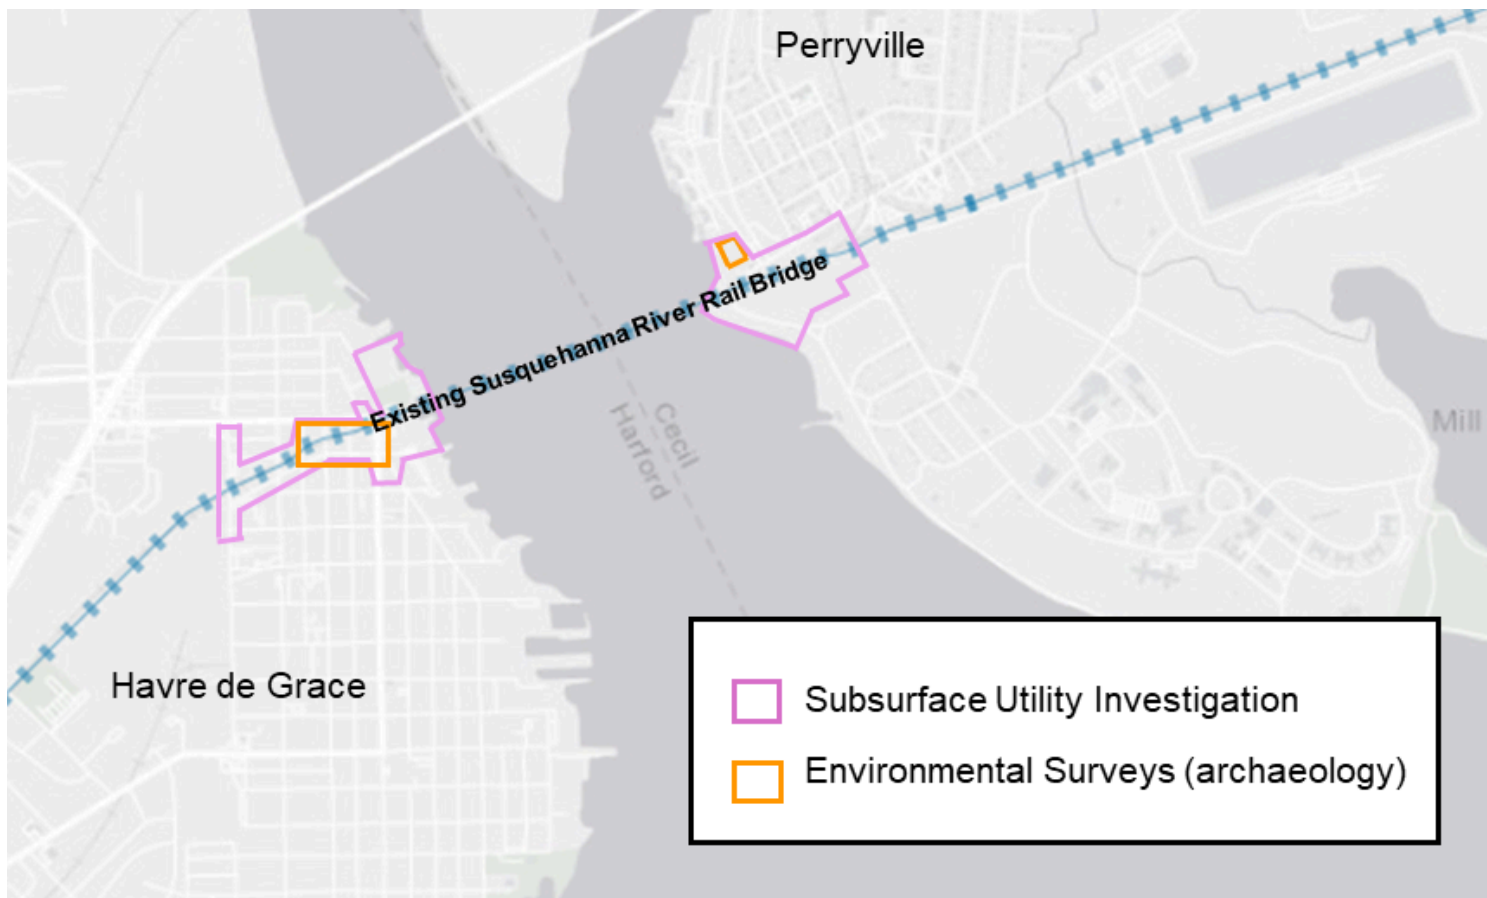 Perryville
Existing Susquehanna River Rail Bridge
Cecil
Harford
Mill
Havre de Grace
Subsurface Utility Investigation
Environmental Surveys (archaeology)